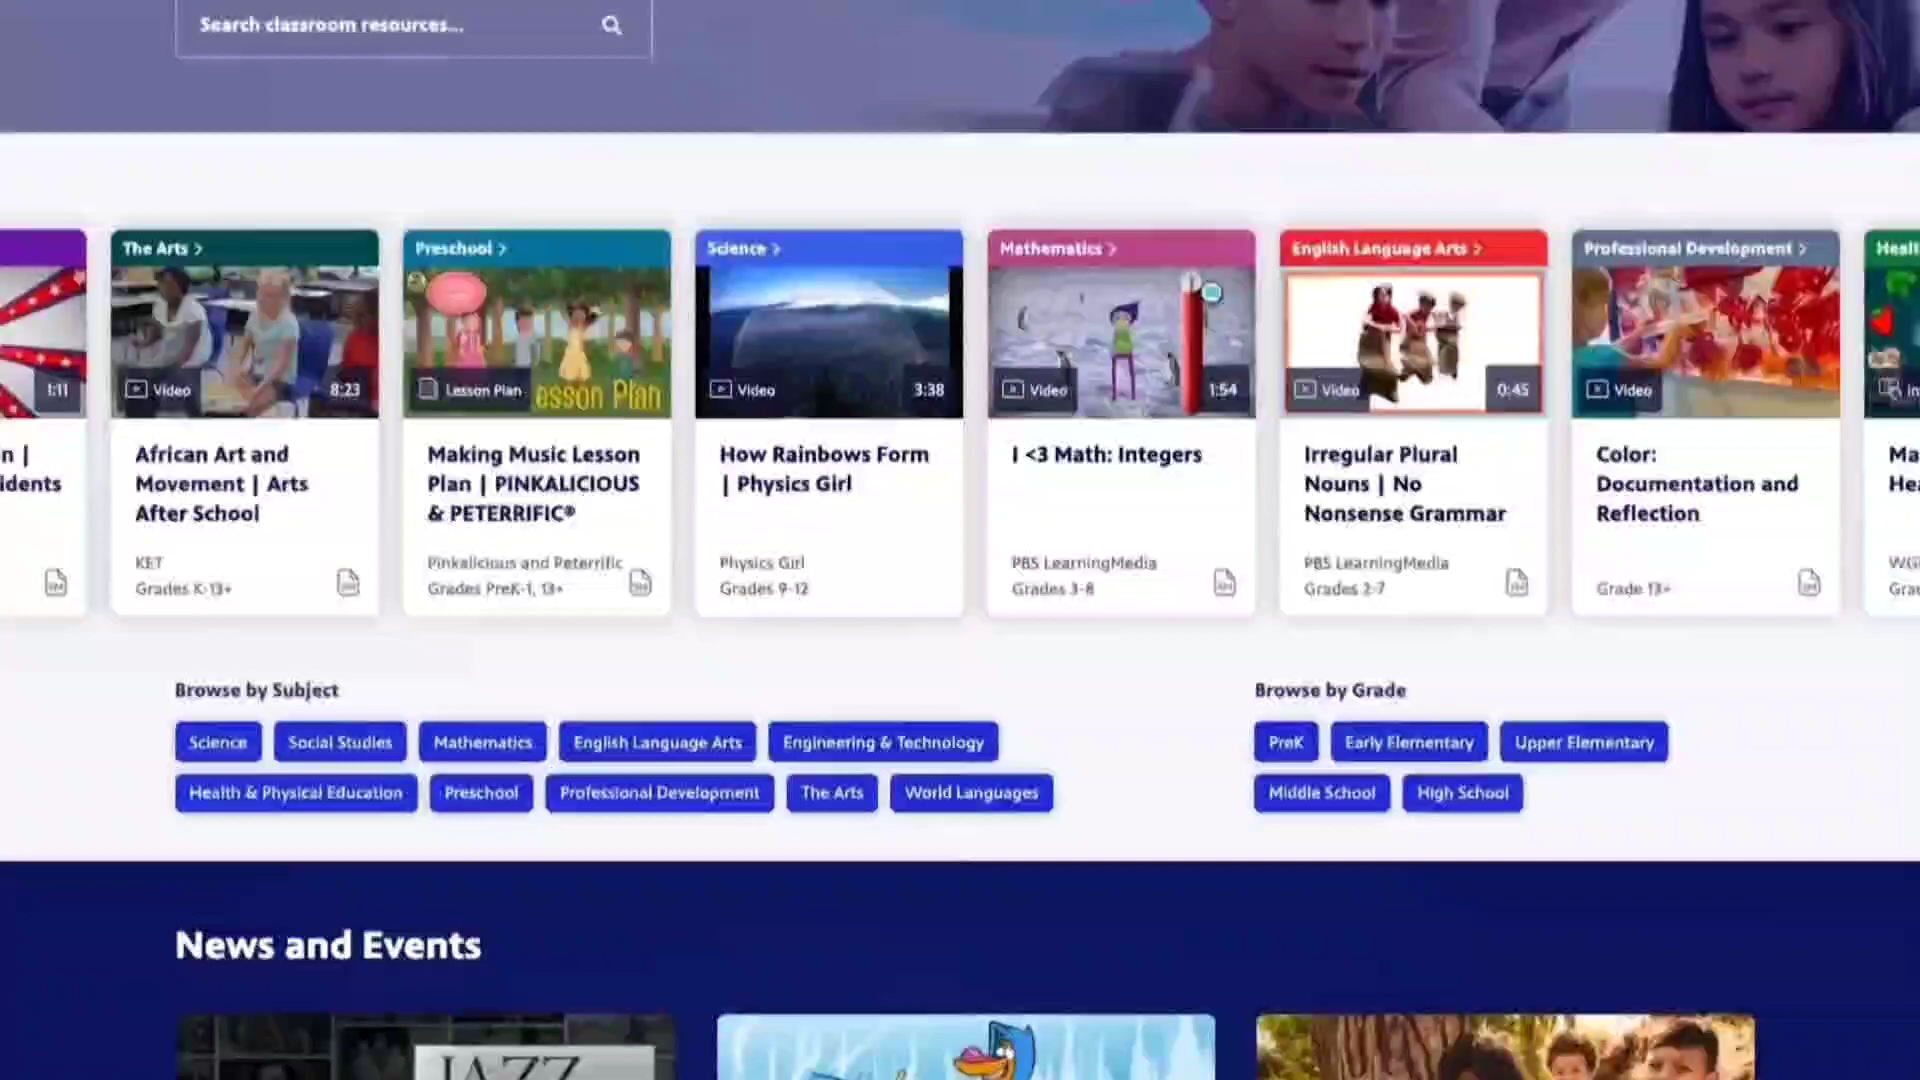 Search classroom resources...
The Arts >
Preschool >
Science >
Mathematics >
English Language Arts >
Professional Development >
1:11
Video
8:23
Lesson Plan
esson Plan
Video
3:38
Video
1:54
Video
0:45
Video
n |
idents
African Art and
Movement | Arts
After School
KET
Grades K-13+
Making Music Lesson
Plan | PINKALICIOUS
& PETERRIFIC®
Pinkalicious and Peterrific
Grades PreK-1, 13+
How Rainbows Form
| Physics Girl
Physics Girl
Grades 9-12
I <3 Math: Integers
PBS LearningMedia
Grades 3-8
Irregular Plural
Nouns | No
Nonsense Grammar
PBS LearningMedia
Grades 2-7
Color:
Documentation and
Reflection
Grade 13+
Browse by Subject
Science
Social Studies
Mathematics
English Language Arts
Engineering & Technology
Health & Physical Education
Preschool
Professional Development
The Arts
World Languages
Browse by Grade
PreK
Early Elementary
Upper Elementary
Middle School
High School
News and Events
JAZZ